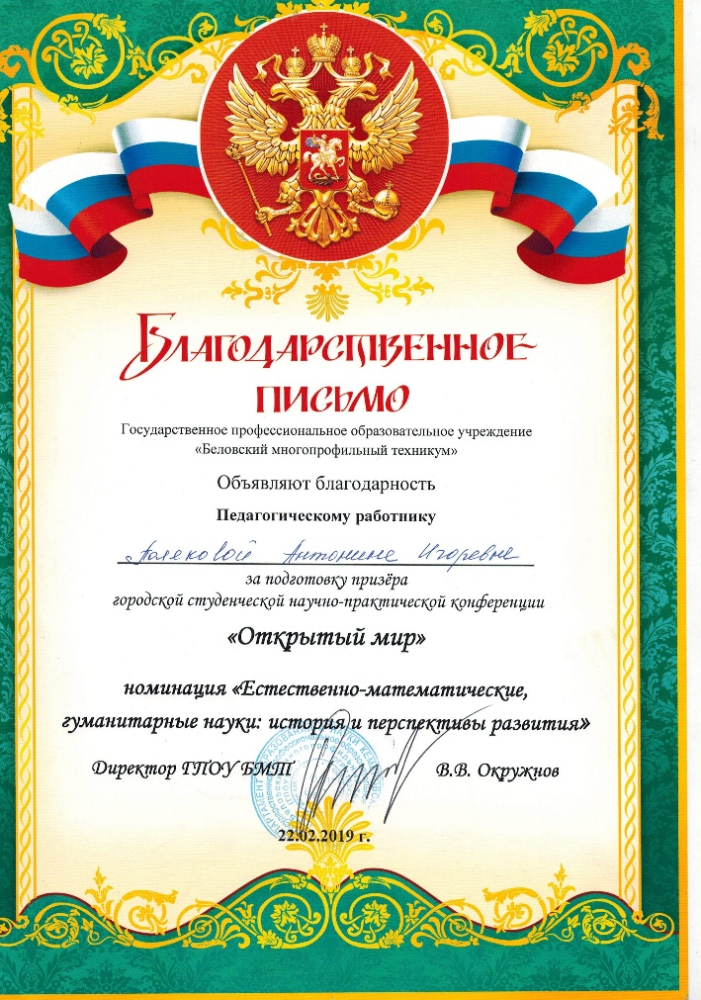 Благодарственное
письмо
Государственное профессиональное образовательное учреждение
«Беловский многопрофильный техникум»
Объявляют благодарность
Педагогическому работнику
Поляковой Антонине Игоревне
за подготовку призёра
городской студенческой научно-практической конференции
«Открытый мир»
номинация «Естественно-математические,
гуманитарные науки: история и перспективы развития»
Директор ГПОУ БМТ В.В. Окружнов
22.02.2019 г.